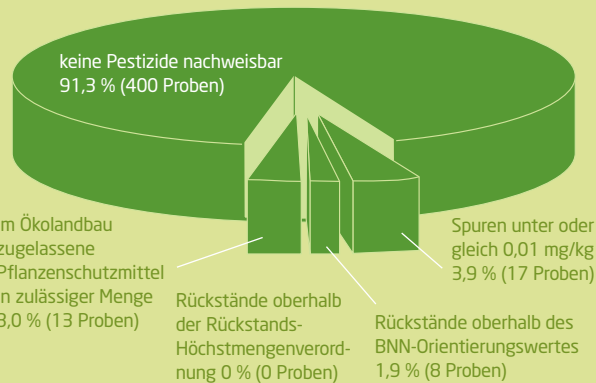 keine Pestizide nachweisbar
91,3 % (400 Proben)
m Ökolandbau
zugelassene
Pflanzenschutzmittel
n zulässiger Menge
3,0 % (13 Proben)
Rückstände oberhalb
der Rückstands-
Höchstmengenverord-
nung 0 % (0 Proben)
Rückstände oberhalb des
BNN-Orientierungswertes
1,9 % (8 Proben)
Spuren unter oder
gleich 0,01 mg/kg
3,9 % (17 Proben)